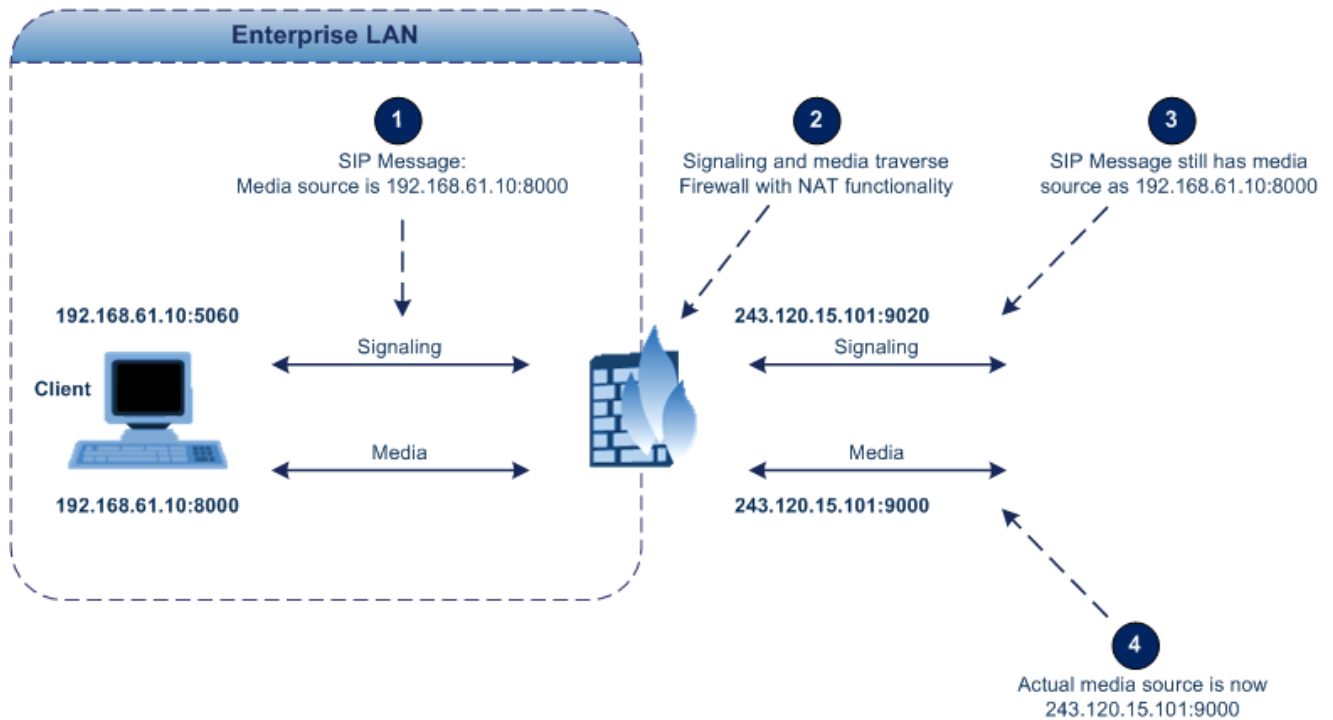 Enterprise LAN
1
SIP Message:
Media source is 192.168.61.10:8000
2
Signaling and media traverse
Firewall with NAT functionality
3
SIP Message still has media
source as 192.168.61.10:8000
192.168.61.10:5060
Signaling
Client
Media
192.168.61.10:8000
243.120.15.101:9020
Signaling
Media
243.120.15.101:9000
4
Actual media source is now
243.120.15.101:9000